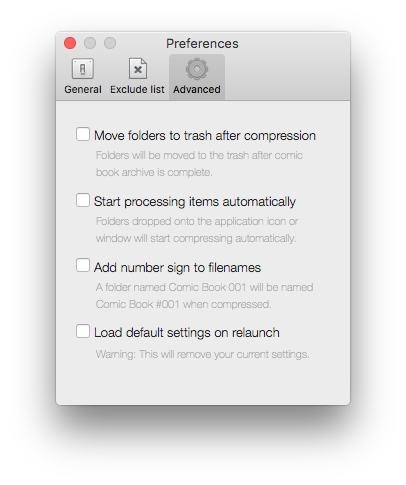 Preferences
General Exclude list Advanced
Move folders to trash after compression
Folders will be moved to the trash after comic
book archive is complete.
Start processing items automatically
Folders dropped onto the application icon or
window will start compressing automatically.
Add number sign to filenames
A folder named Comic Book 001 will be named
Comic Book #001 when compressed.
Load default settings on relaunch
Warning: This will remove your current settings.